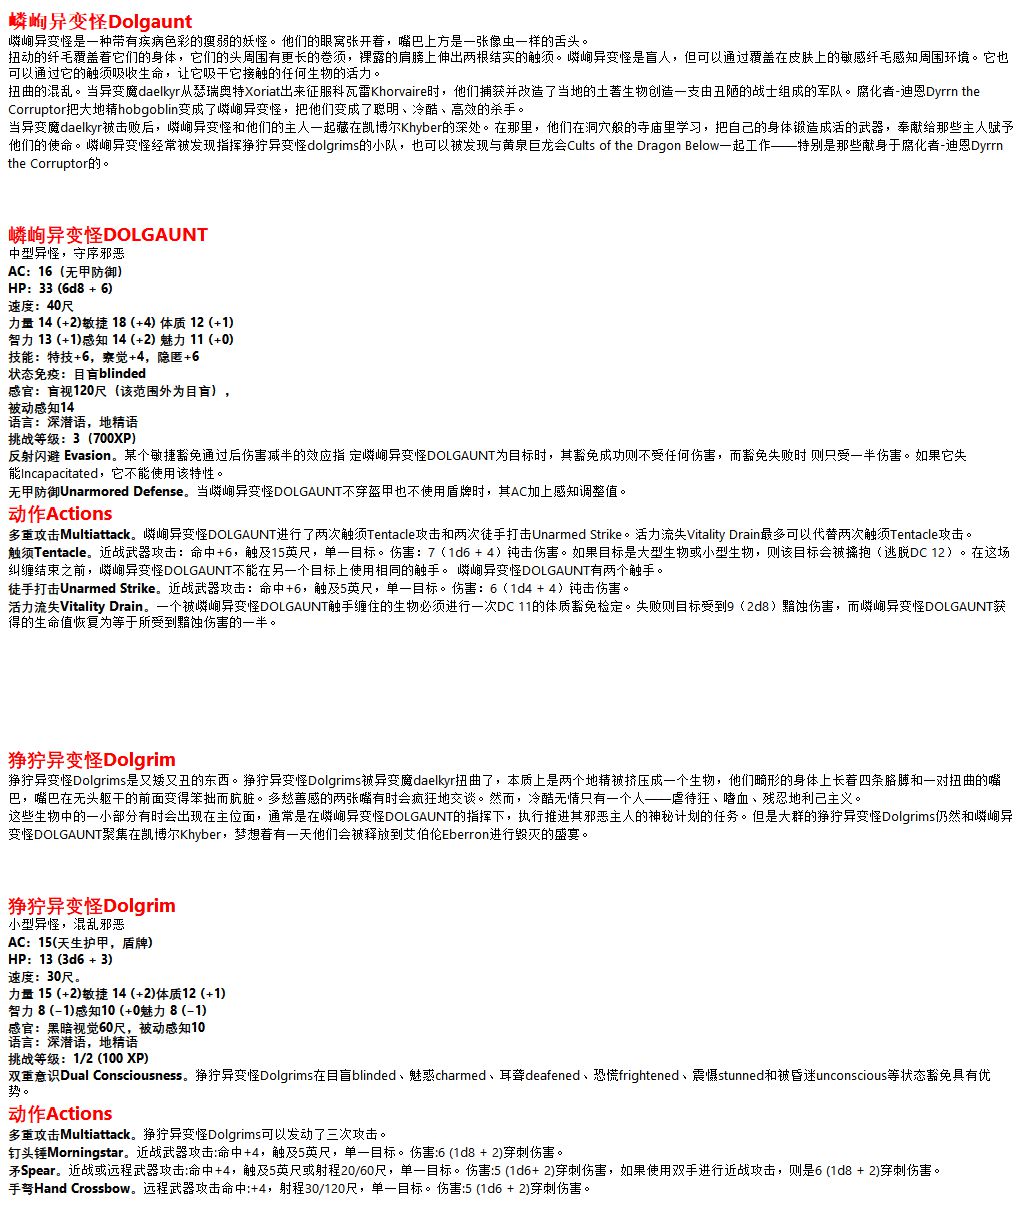 嶙峋异变怪Dolgaunt
嶙峋异变怪是一种带有疾病色彩的瘦弱的妖怪。他们的眼窝张开着，嘴巴上方是一张像虫一样的舌头。
扭动的纤毛覆盖着它们的身体，它们的头周围有更长的卷须，裸露的肩膀上伸出两根结实的触须。嶙峋异变怪是盲人，但可以通过覆盖在皮肤上的敏感纤毛感知周围环境。它也
可以通过它的触须吸收生命，让它吸干它接触的任何生物的活力。
扭曲的混乱。当异变魔daelkyr从瑟瑞奥特Xoriat出来征服科瓦雷Khorvaire时，他们捕获并改造了当地的土著生物创造一支由丑陋的战士组成的军队。腐化者-迪恩Dyrrn the
Corruptor把大地精hobgoblin变成了嶙峋异变怪，把他们变成了聪明、冷酷、高效的杀手。
当异变魔daelkyr被击败后，嶙峋异变怪和他们的主人一起藏在凯博尔Khyber的深处。在那里，他们在洞穴般的寺庙里学习，把自己的身体锻造成活的武器，奉献给那些主人赋予
他们的使命。嶙峋异变怪经常被发现指挥狰狞异变怪dolgrims的小队，也可以被发现与黄泉巨龙会Cults of the Dragon Below一起工作——特别是那些献身于腐化者-迪恩Dyrrn
the Corruptor的。
嶙峋异变怪DOLGAUNT
中型异怪，守序邪恶
AC：16（无甲防御）
HP：33 (6d8 + 6)
速度：40尺
力量 14 (+2)敏捷 18 (+4) 体质 12 (+1)
智力 13 (+1)感知 14 (+2) 魅力 11 (+0)
技能：特技+6，察觉+4，隐匿+6
状态免疫：目盲blinded
感官：盲视120尺（该范围外为目盲），
被动感知14
语言：深潜语，地精语
挑战等级：3（700XP）
反射闪避 Evasion。某个敏捷豁免通过后伤害减半的效应指 定嶙峋异变怪DOLGAUNT为目标时，其豁免成功则不受任何伤害，而豁免失败时 则只受一半伤害。如果它失
能Incapacitated，它不能使用该特性。
无甲防御Unarmored Defense。当嶙峋异变怪DOLGAUNT不穿盔甲也不使用盾牌时，其AC加上感知调整值。
动作Actions
多重攻击Multiattack。嶙峋异变怪DOLGAUNT进行了两次触须Tentacle攻击和两次徒手打击Unarmed Strike。活力流失Vitality Drain最多可以代替两次触须Tentacle攻击。
触须Tentacle。近战武器攻击：命中+6，触及15英尺，单一目标。伤害：7（1d6 + 4）钝击伤害。如果目标是大型生物或小型生物，则该目标会被擒抱（逃脱DC 12）。在这场
纠缠结束之前，嶙峋异变怪DOLGAUNT不能在另一个目标上使用相同的触手。 嶙峋异变怪DOLGAUNT有两个触手。
徒手打击Unarmed Strike。近战武器攻击：命中+6，触及5英尺，单一目标。伤害：6（1d4 + 4）钝击伤害。
活力流失Vitality Drain。一个被嶙峋异变怪DOLGAUNT触手缠住的生物必须进行一次DC 11的体质豁免检定。失败则目标受到9（2d8）黯蚀伤害，而嶙峋异变怪DOLGAUNT获
得的生命值恢复为等于所受到黯蚀伤害的一半。
狰狞异变怪Dolgrim
狰狞异变怪Dolgrims是又矮又丑的东西。狰狞异变怪Dolgrims被异变魔daelkyr扭曲了，本质上是两个地精被挤压成一个生物，他们畸形的身体上长着四条胳膊和一对扭曲的嘴
巴，嘴巴在无头躯干的前面变得笨拙而肮脏。多愁善感的两张嘴有时会疯狂地交谈。然而，冷酷无情只有一个人——虐待狂、嗜血、残忍地利己主义。
这些生物中的一小部分有时会出现在主位面，通常是在嶙峋异变怪DOLGAUNT的指挥下，执行推进其邪恶主人的神秘计划的任务。但是大群的狰狞异变怪Dolgrims仍然和嶙峋异
变怪DOLGAUNT聚集在凯博尔Khyber，梦想着有一天他们会被释放到艾伯伦Eberron进行毁灭的盛宴。
狰狞异变怪Dolgrim
小型异怪，混乱邪恶
AC：15(天生护甲，盾牌)
HP：13 (3d6 + 3)
速度：30尺。
力量 15 (+2)敏捷 14 (+2)体质12 (+1)
智力 8 (−1)感知10 (+0魅力 8 (−1)
感官：黑暗视觉60尺，被动感知10
语言：深潜语，地精语
挑战等级：1/2 (100 XP)
双重意识Dual Consciousness。狰狞异变怪Dolgrims在目盲blinded、魅惑charmed、耳聋deafened、恐慌frightened、震慑stunned和被昏迷unconscious等状态豁免具有优
势。
动作Actions
多重攻击Multiattack。狰狞异变怪Dolgrims可以发动了三次攻击。
钉头锤Morningstar。近战武器攻击:命中+4，触及5英尺，单一目标。伤害:6 (1d8 + 2)穿刺伤害。
矛Spear。近战或远程武器攻击:命中+4，触及5英尺或射程20/60尺，单一目标。伤害:5 (1d6+ 2)穿刺伤害，如果使用双手进行近战攻击，则是6 (1d8 + 2)穿刺伤害。
手弩Hand Crossbow。远程武器攻击命中:+4，射程30/120尺，单一目标。伤害:5 (1d6 + 2)穿刺伤害。